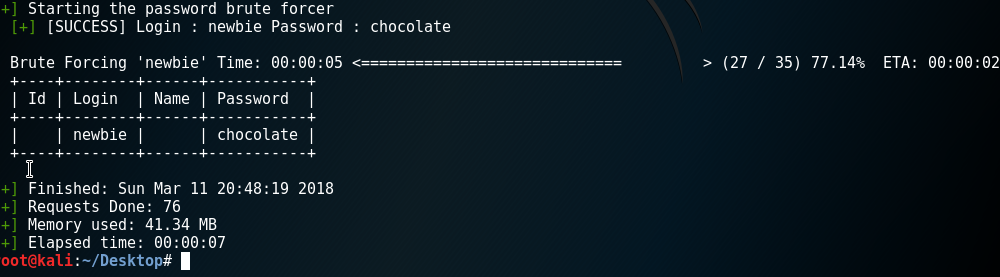 +] Starting the password brute forcer
[+] [SUCCESS] Login : newbie Password : chocolate
Brute Forcing 'newbie' Time: 00:00:05 <============================= > (27 / 35) 77.14% ETA: 00:00:02
+----+--------+------+-----------+
| Id | Login | Name | Password |
+----+--------+------+-----------+
| | newbie | | chocolate |
+----+--------+------+-----------+
+] Finished: Sun Mar 11 20:48:19 2018
+] Requests Done: 76
+] Memory used: 41.34 MB
+] Elapsed time: 00:00:07
oot@kali:~/Desktop#